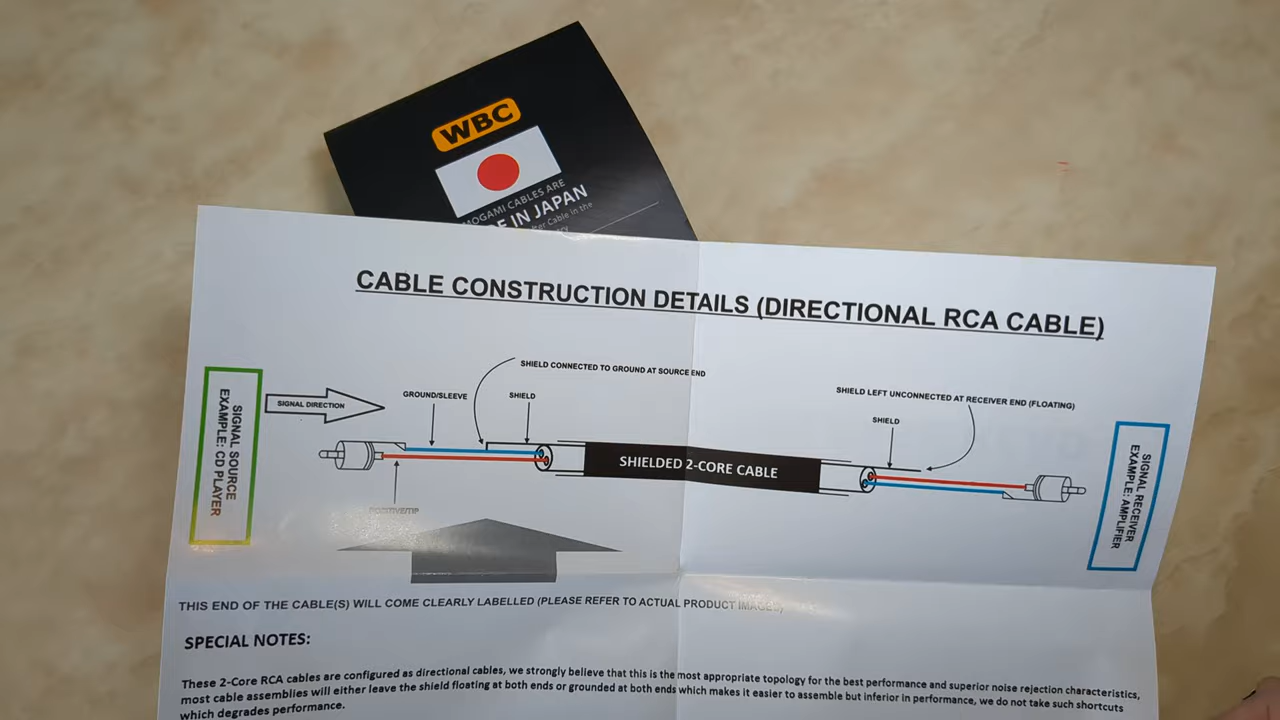 WBC
MOGAMI CABLES ARE
IN JAPAN
Cable in the
CABLE CONSTRUCTION DETAILS (DIRECTIONAL RCA CABLE)
SHIELD CONNECTED TO GROUND AT SOURCE END
SHIELD LEFT UNCONNECTED AT RECEIVER END (FLOATING)
SIGNAL SOURCE
EXAMPLE: CD PLAYER
SIGNAL DIRECTION
GROUND/SLEEVE
SHIELD
SHIELD
SHIELDED 2-CORE CABLE
POSITIVE/TIP
SIGNAL RECEIVER
EXAMPLE: AMPLIFIER
THIS END OF THE CABLE(S) WILL COME CLEARLY LABELLED (PLEASE REFER TO ACTUAL PRODUCT IMAGES)
SPECIAL NOTES:
These 2-Core RCA cables are configured as directional cables, we strongly believe that this is the most appropriate topology for the best performance and superior noise rejection characteristics,
most cable assemblies will either leave the shield floating at both ends or grounded at both ends which makes it easier to assemble but inferior in performance, we do not take such shortcuts
which degrades performance.